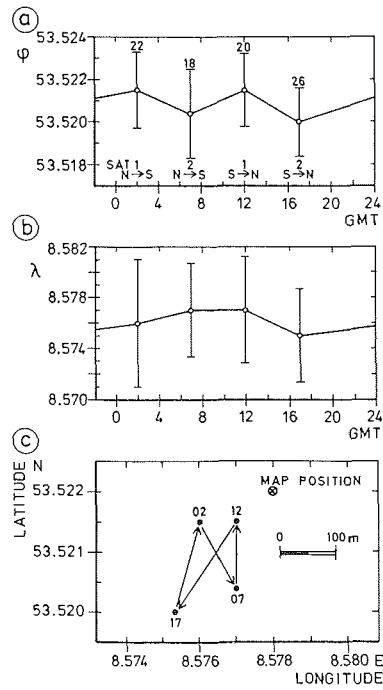 a
φ
53.524
53.522
53.520
53.518
22
18
20
26
SAT 1 2 1 2
N→S N→S S→N S→N
0 4 8 12 16 20 24
GMT
b
λ
8.582
8.578
8.574
8.570
0 4 8 12 16 20 24
GMT
c
LATITUDE N
53.522
53.521
53.520
MAP POSITION
02 12
0 100 m
07
17
8.574 8.576 8.578 8.580 E
LONGITUDE